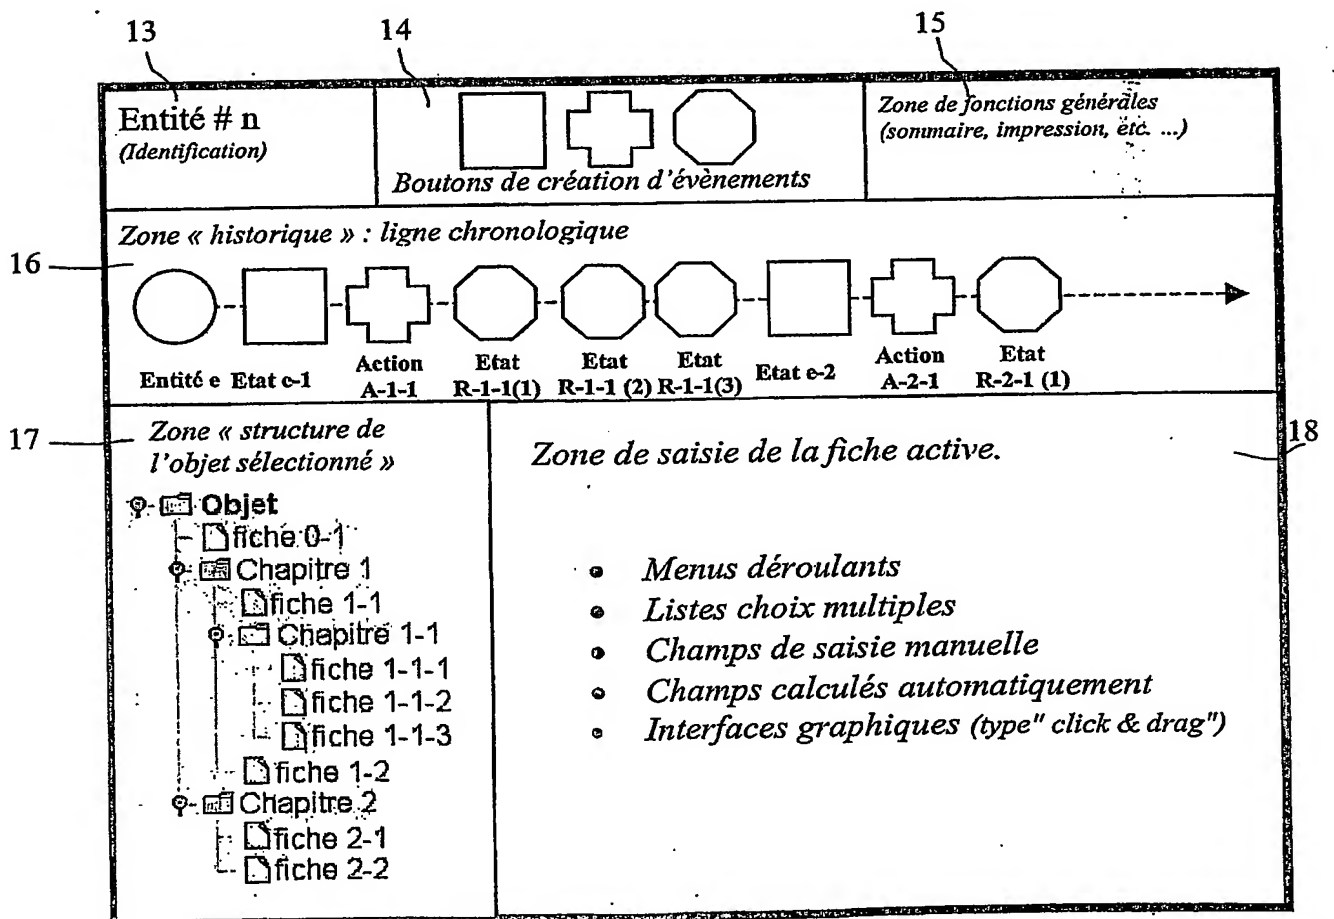 13
14
15
Entité # n
(Identification)
Boutons de création d'évènements
Zone de fonctions générales
(sommaire, impression, etc. ...)
Zone « historique » : ligne chronologique
16
Entité e
Etat e-1
Action
A-1-1
Etat
R-1-1(1)
Etat
R-1-1 (2)
Etat
R-1-1(3)
Etat e-2
Action
A-2-1
Etat
R-2-1 (1)
17
Zone « structure de
l'objet sélectionné »
Objet
fiche 0-1
Chapitre 1
fiche 1-1
Chapitre 1-1
fiche 1-1-1
fiche 1-1-2
fiche 1-1-3
fiche 1-2
Chapitre 2
fiche 2-1
fiche 2-2
18
Zone de saisie de la fiche active.
• Menus déroulants
• Listes choix multiples
• Champs de saisie manuelle
• Champs calculés automatiquement
• Interfaces graphiques (type" click & drag")